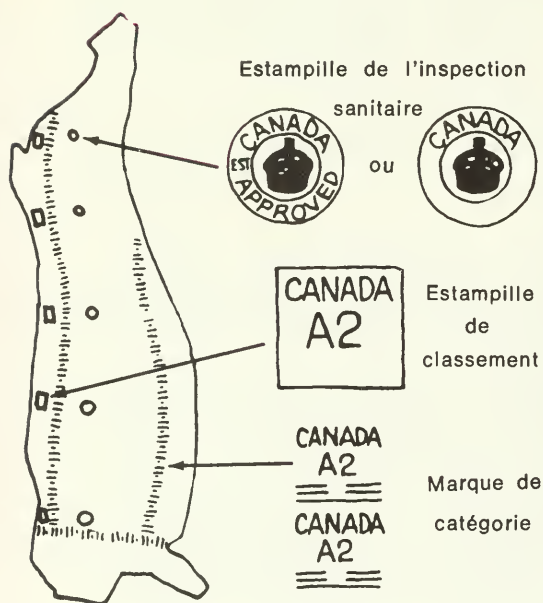 Estampille de l'inspection
sanitaire
CANADA
EST
APPROVED
ou
CANADA
CANADA
A2
Estampille
de
classement
CANADA
A2
CANADA
A2
Marque de
catégorie